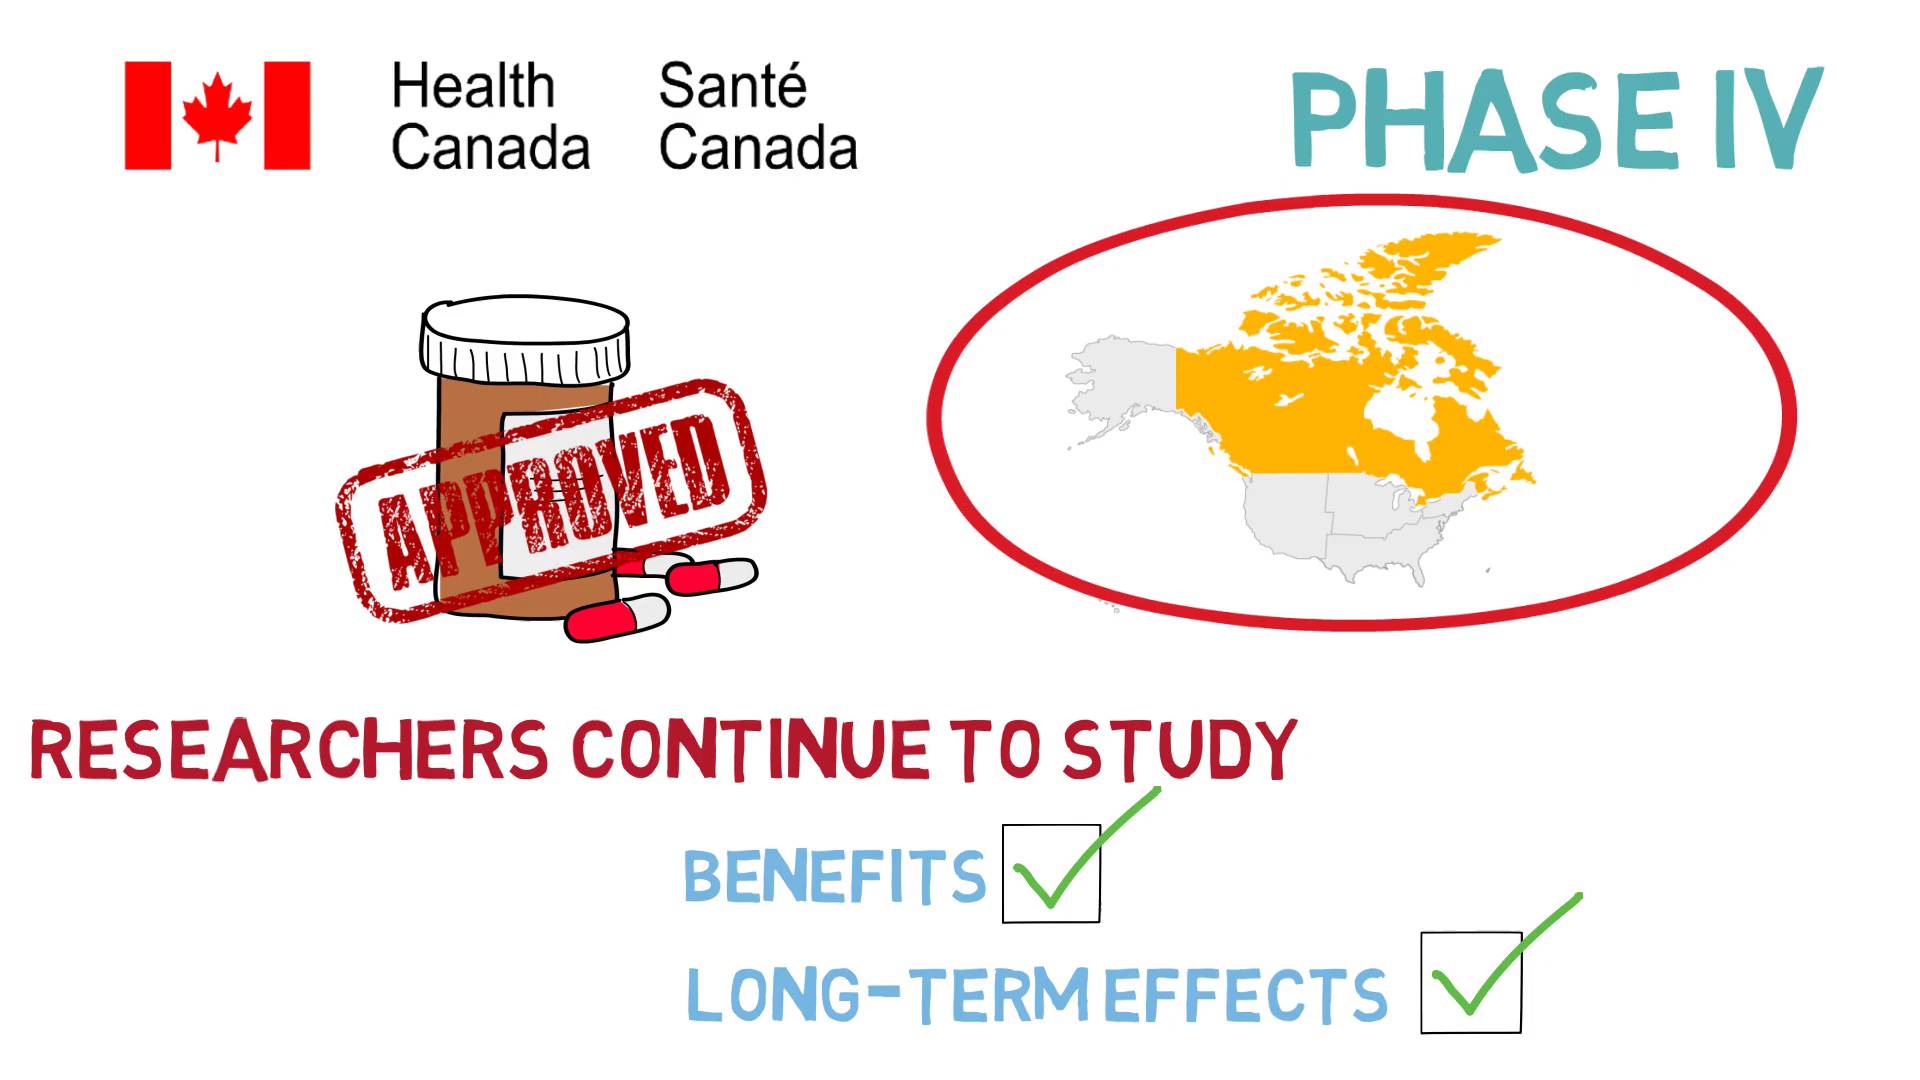 Health
Canada
Santé
Canada
PHASE IV
APPROVED
RESEARCHERS CONTINUE TO STUDY
BENEFITS
LONG-TERM EFFECTS